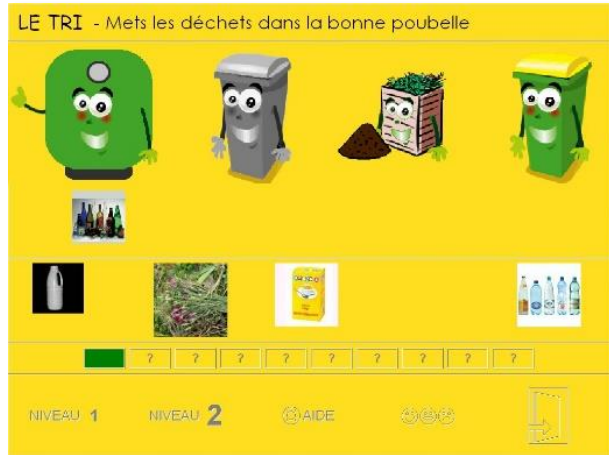 LE TRI - Mets les déchets dans la bonne poubelle
? ? ? ? ? ? ? ? ?
NIVEAU 1 NIVEAU 2 AIDE